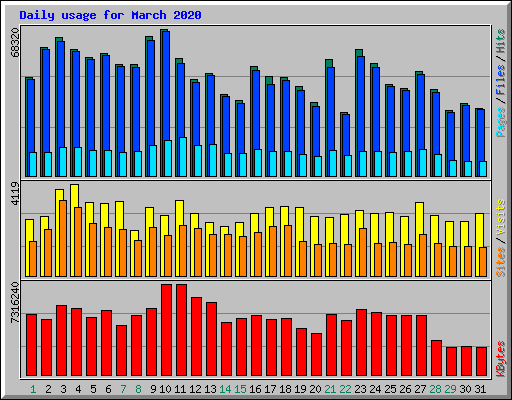 Daily usage for March 2020
68320
Pages / Files / Hits
4119
Sites / Visits
7316240
KBytes
1 2 3 4 5 6 7 8 9 10 11 12 13 14 15 16 17 18 19 20 21 22 23 24 25 26 27 28 29 30 31